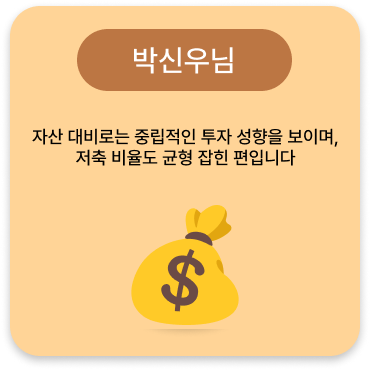 박신우님
자산 대비로는 중립적인 투자 성향을 보이며,
저축 비율도 균형 잡힌 편입니다
$